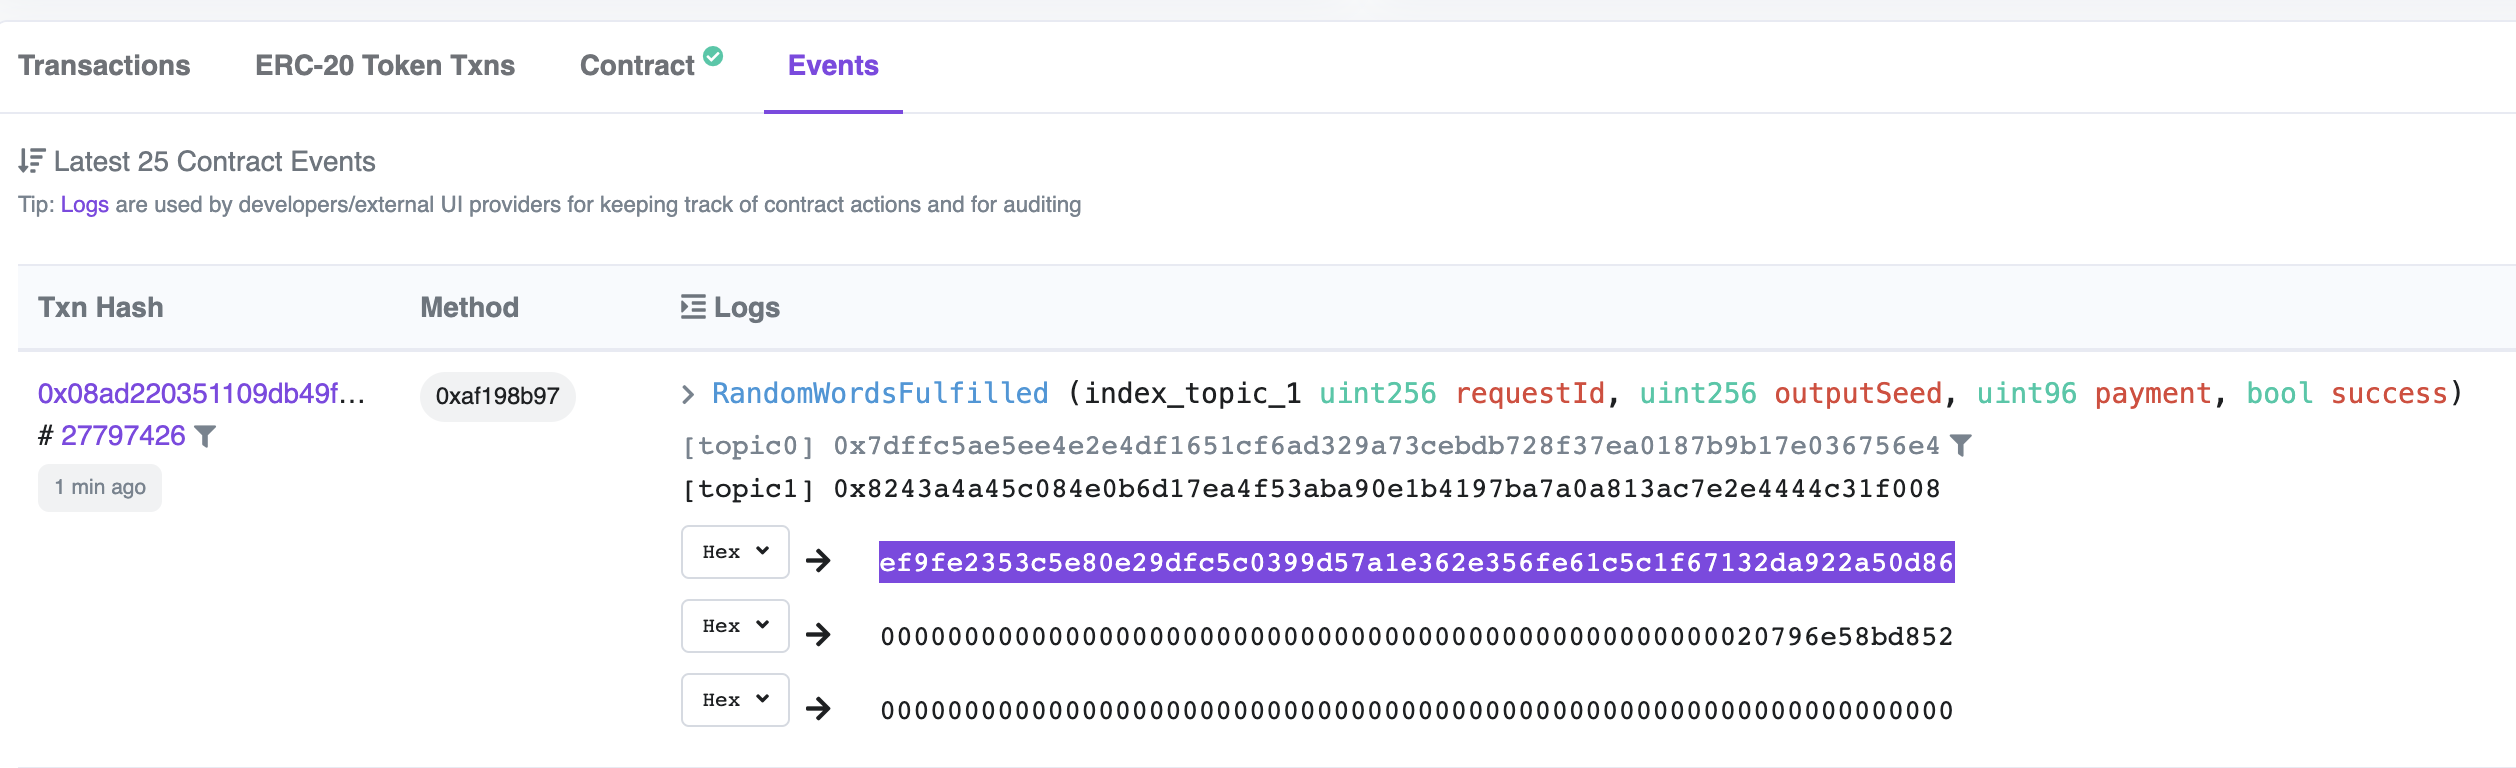 Transactions ERC-20 Token Txns Contract Events
Latest 25 Contract Events
Tip: Logs are used by developers/external UI providers for keeping track of contract actions and for auditing
Txn Hash Method Logs
0x08ad220351109db49f... 0xaf198b97 RandomWordsFulfilled (index_topic_1 uint256 requestId, uint256 outputSeed, uint96 payment, bool success)
# 27797426
[topic0] 0x7dffc5ae5ee4e2e4df1651cf6ad329a73cebdb728f37ea0187b9b17e036756e4
1 min ago
[topic1] 0x8243a4a45c084e0b6d17ea4f53aba90e1b4197ba7a0a813ac7e2e4444c31f008
Hex ef9fe2353c5e80e29dfc5c0399d57a1e362e356fe61c5c1f67132da922a50d86
Hex 00000000000000000000000000000000000000000000000000020796e58bd852
Hex 0000000000000000000000000000000000000000000000000000000000000000